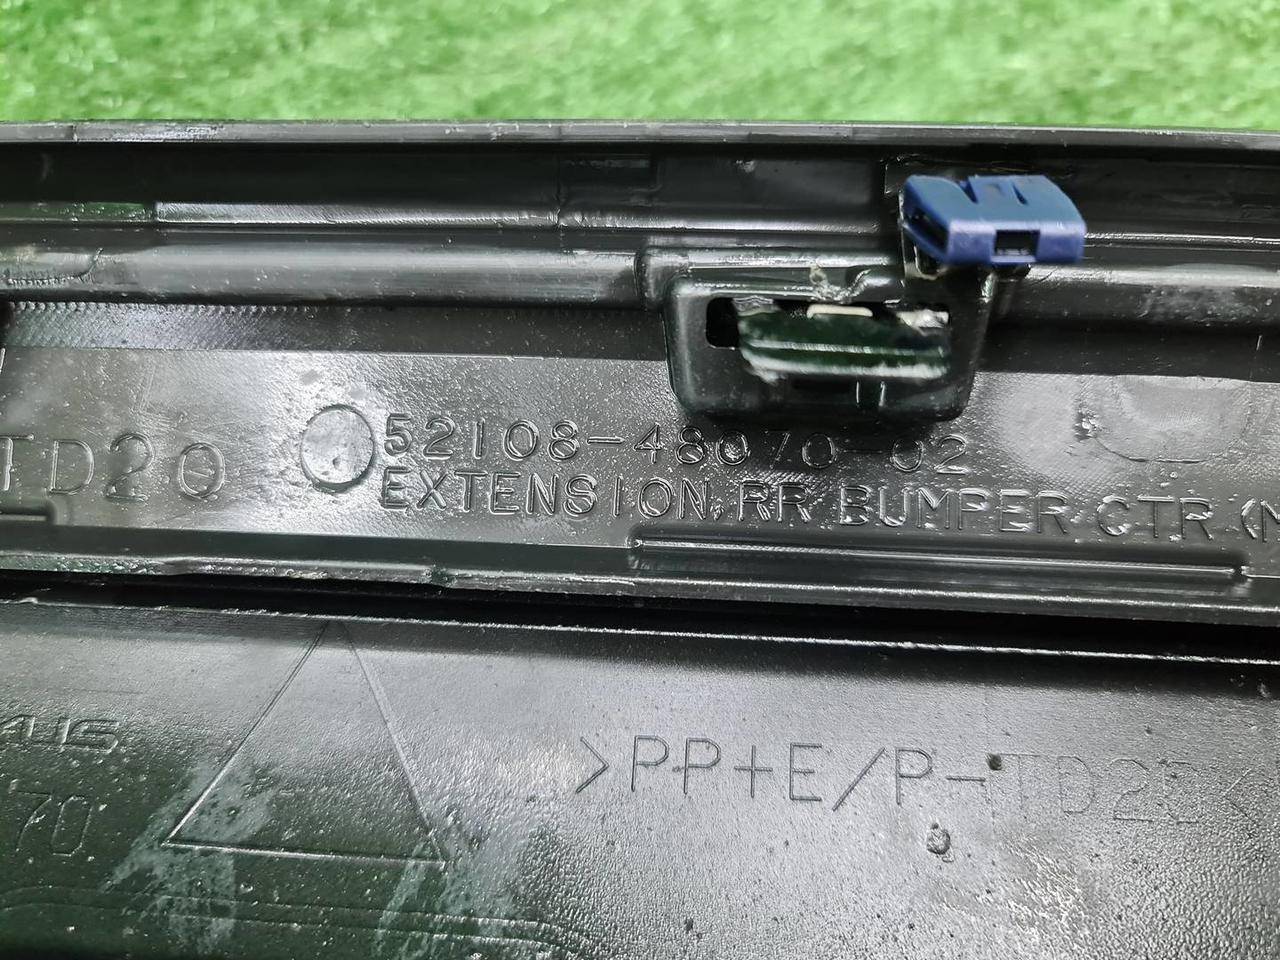 TD20
52108-48070-02
EXTENSION, RR BUMPER CTR (
>PP+E/P-TD2
70